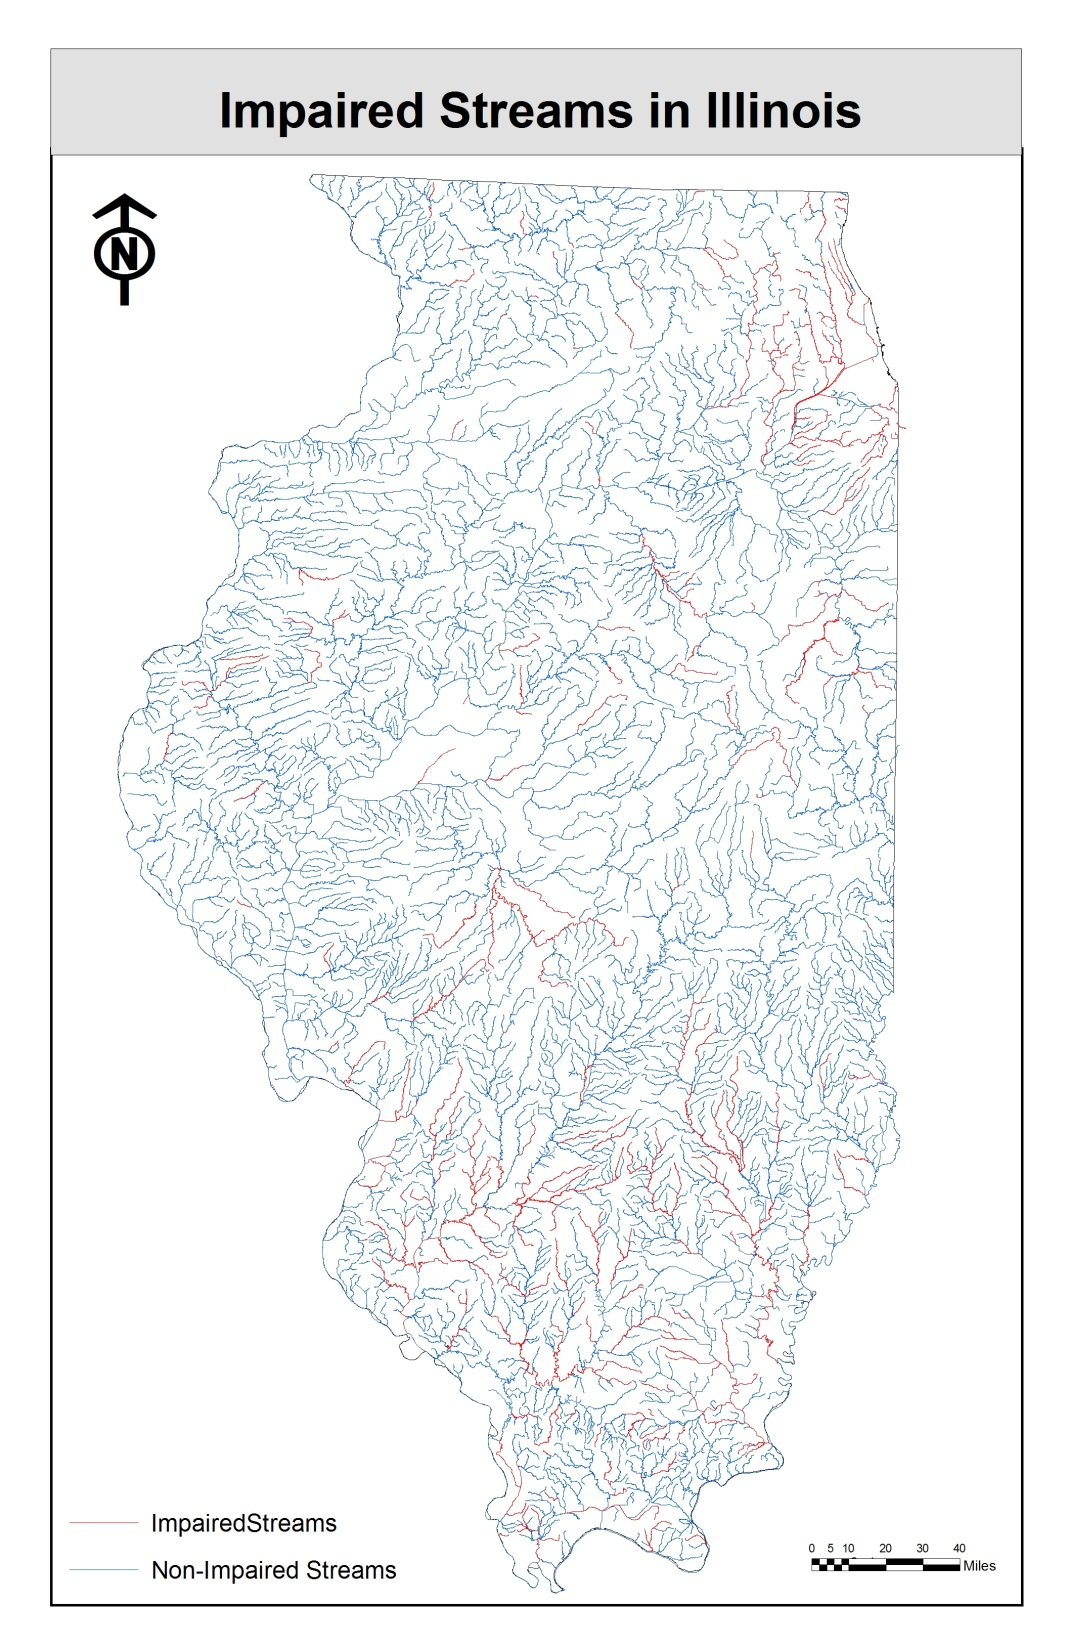 Impaired Streams in Illinois
N
ImpairedStreams
Non-Impaired Streams
0 5 10 20 30 40
Miles